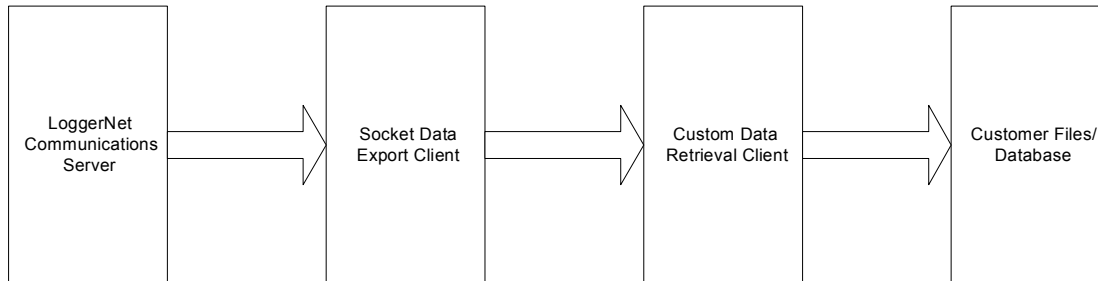 LoggerNet
Communications
Server
Socket Data
Export Client
Custom Data
Retrieval Client
Customer Files/
Database